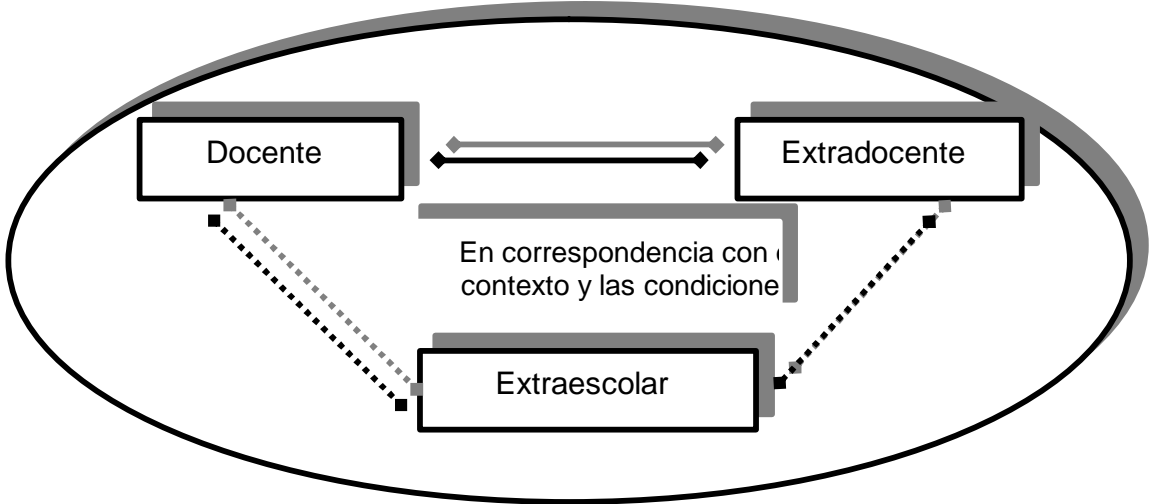 Docente
Extradocente
En correspondencia con
contexto y las condicione
Extraescolar